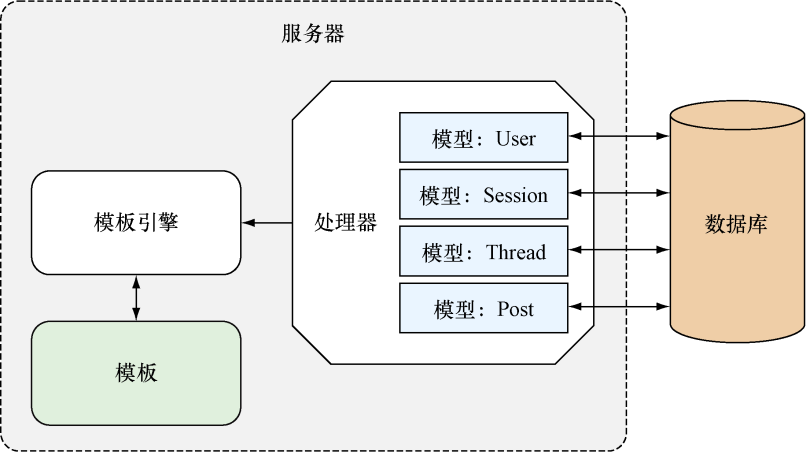 服务器
模型：User
模型：Session
处理器
模型：Thread
模型：Post
模板引擎
模板
数据库